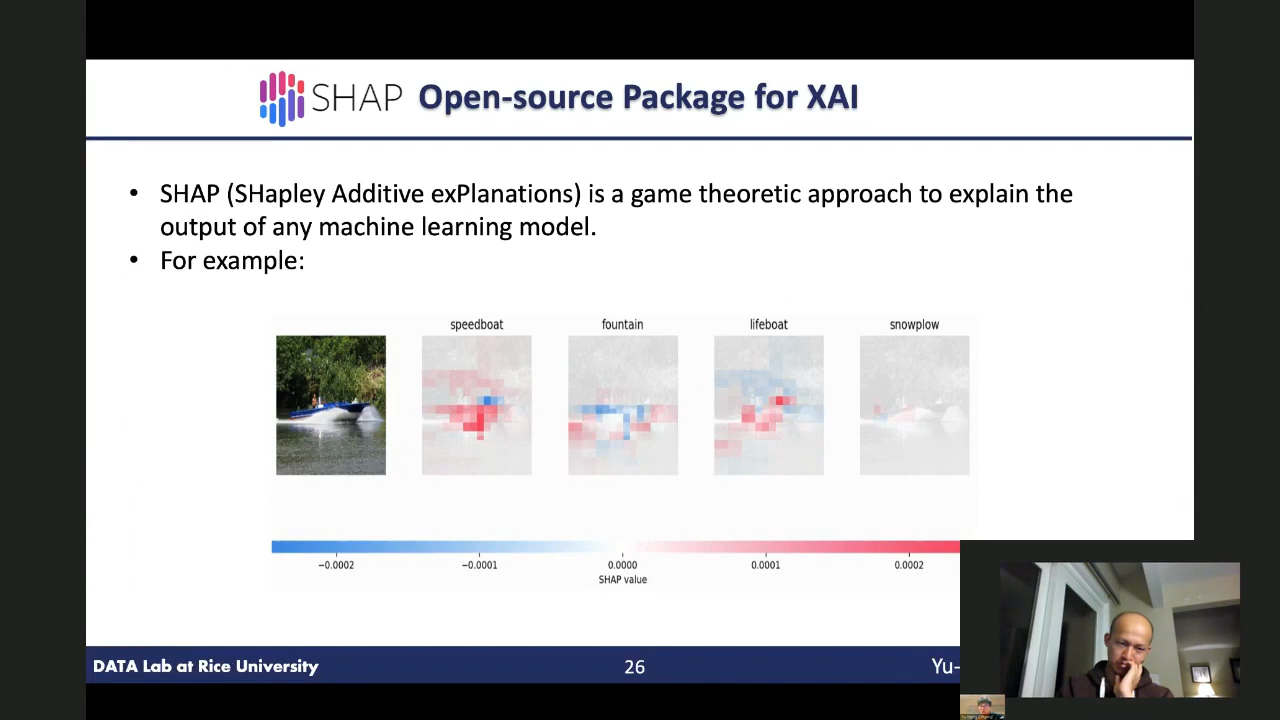 SHAP Open-source Package for XAI
• SHAP (SHapley Additive exPlanations) is a game theoretic approach to explain the
output of any machine learning model.
• For example:
speedboat fountain lifeboat snowplow
−0.0002 −0.0001 0.0000 0.0001 0.0002
SHAP value
DATA Lab at Rice University 26 Yu-